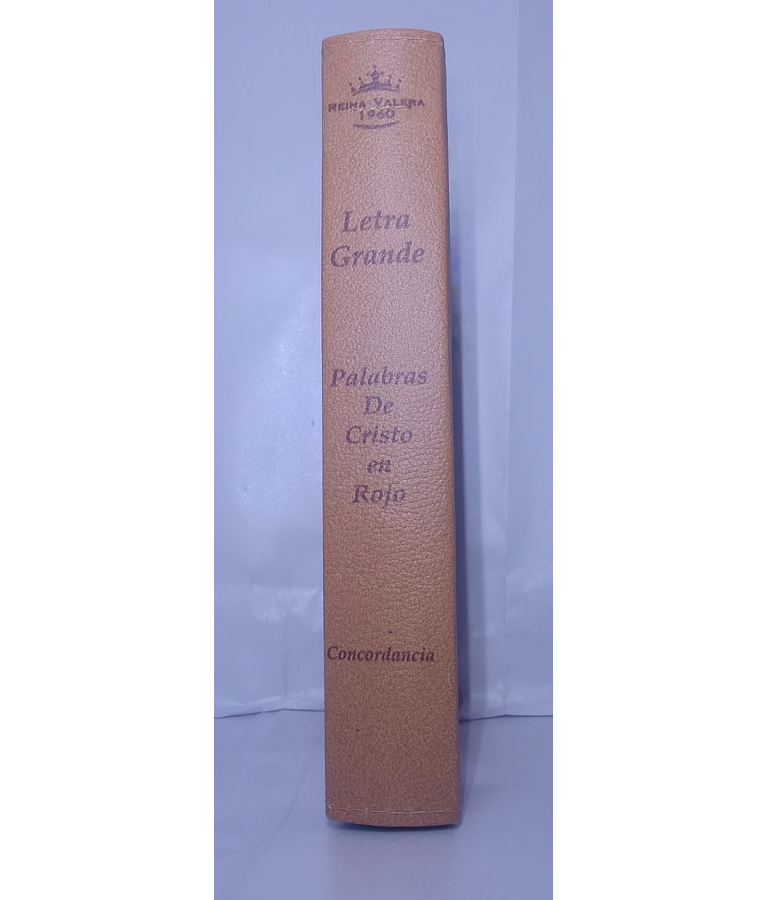 REINA VALERA
1960
Letra
Grande
Palabras
De
Cristo
en
Rojo
Concordancia